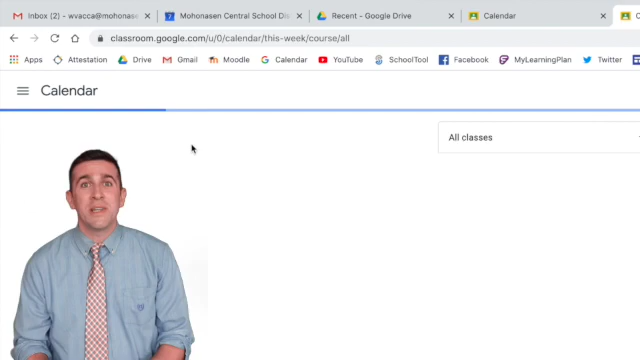 Inbox (2) - wvacca@mohonasen
Mohonasen Central School Dis
Recent - Google Drive
Calendar
classroom.google.com/u/0/calendar/this-week/course/all
Apps
Attestation
Drive
Gmail
Moodle
Calendar
YouTube
SchoolTool
Facebook
MyLearningPlan
Twitter
Calendar
All classes